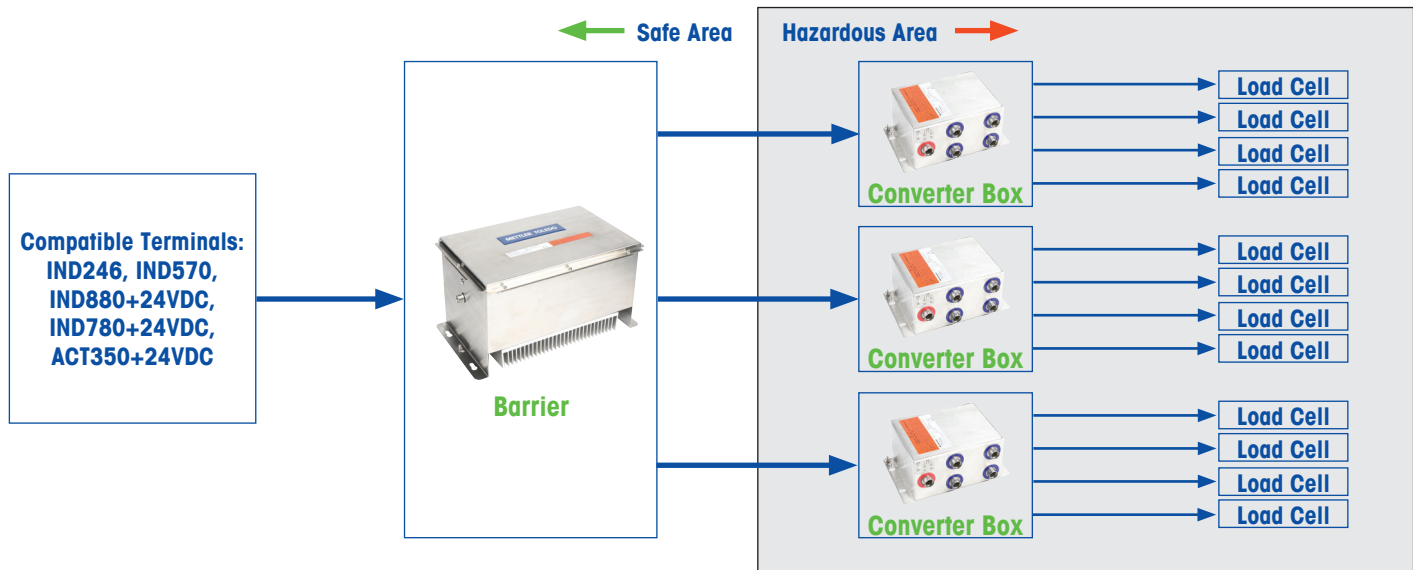 Safe Area
Hazardous Area
Compatible Terminals:
IND246, IND570,
IND880+24VDC,
IND780+24VDC,
ACT350+24VDC
METTLER TOLEDO
Barrier
Converter Box
Load Cell
Load Cell
Load Cell
Load Cell
Converter Box
Load Cell
Load Cell
Load Cell
Load Cell
Converter Box
Load Cell
Load Cell
Load Cell
Load Cell